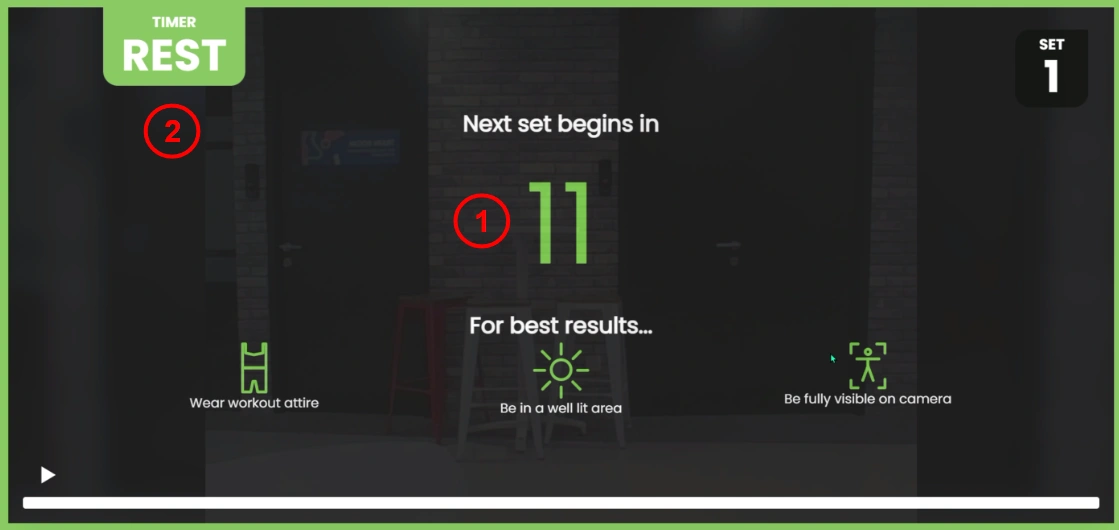 TIMER
REST
SET
1
2
Next set begins in
1
11
For best results...
Wear workout attire
Be in a well lit area
Be fully visible on camera